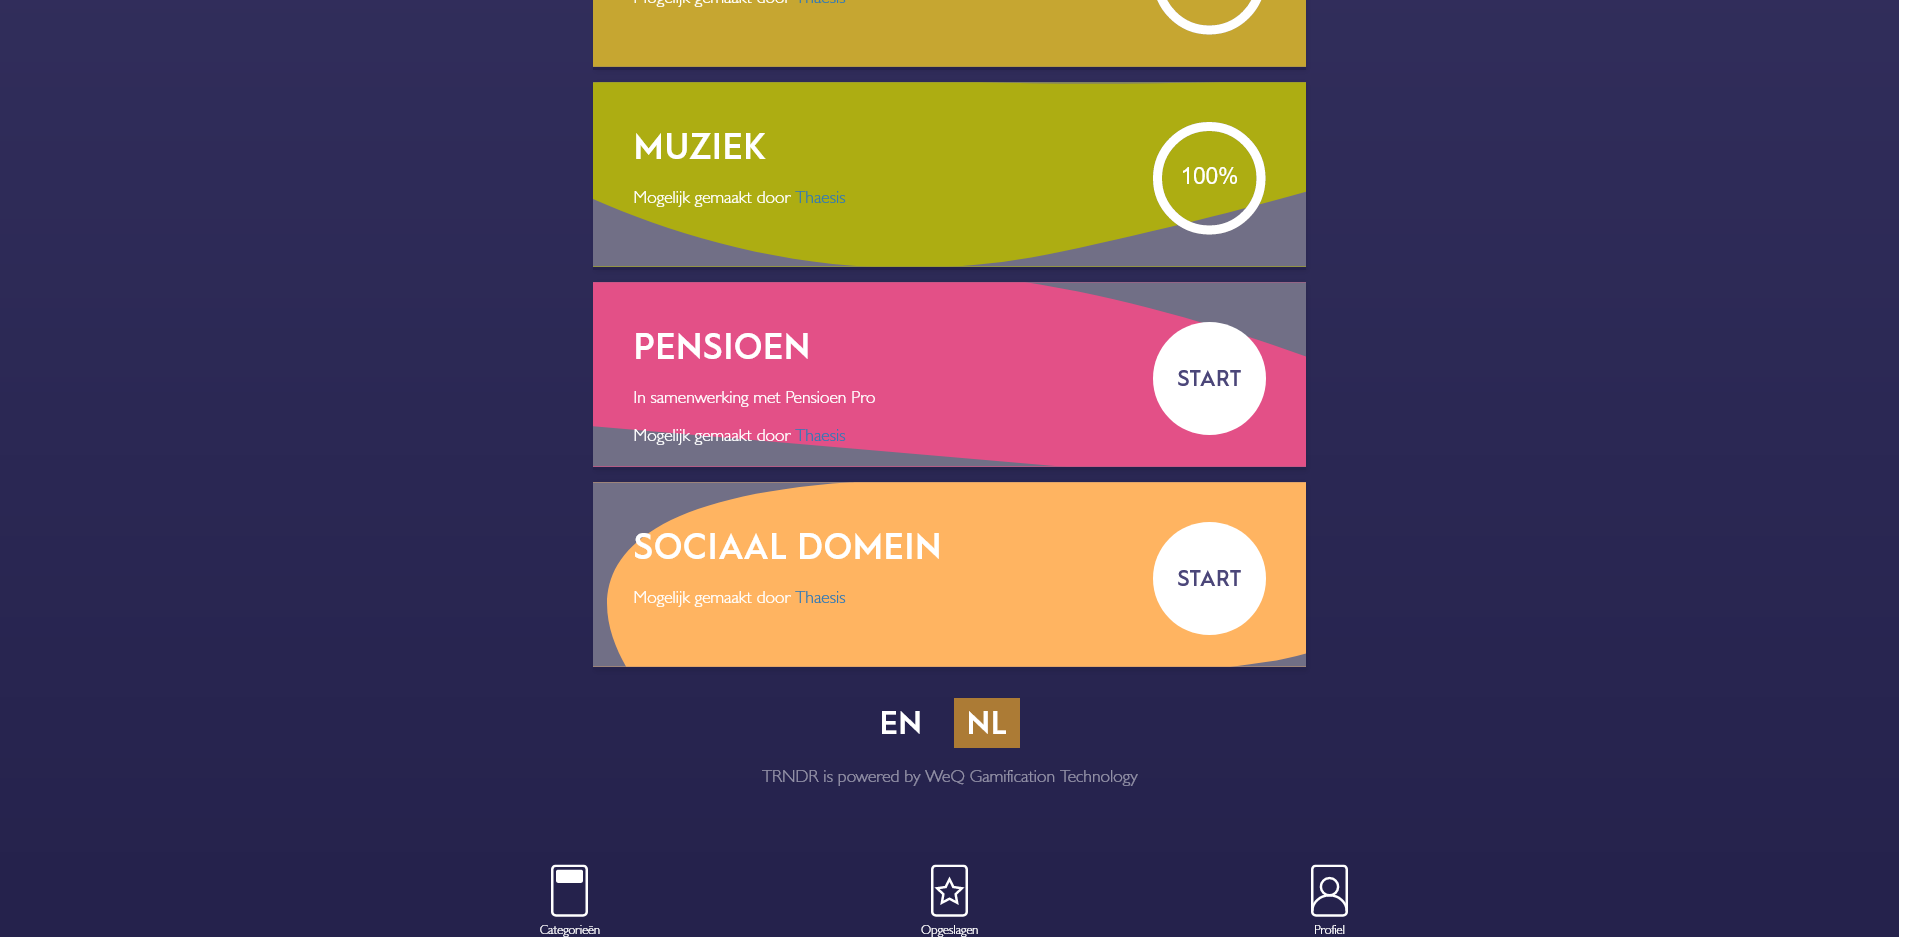 Mogelijk gemaakt door Thaesis
MUZIEK
Mogelijk gemaakt door Thaesis
100%
PENSIOEN
In samenwerking met Pensioen Pro
Mogelijk gemaakt door Thaesis
START
SOCIAAL DOMEIN
Mogelijk gemaakt door Thaesis
START
EN NL
TRNDR is powered by WeQ Gamification Technology
Categorieën Opgeslagen Profiel